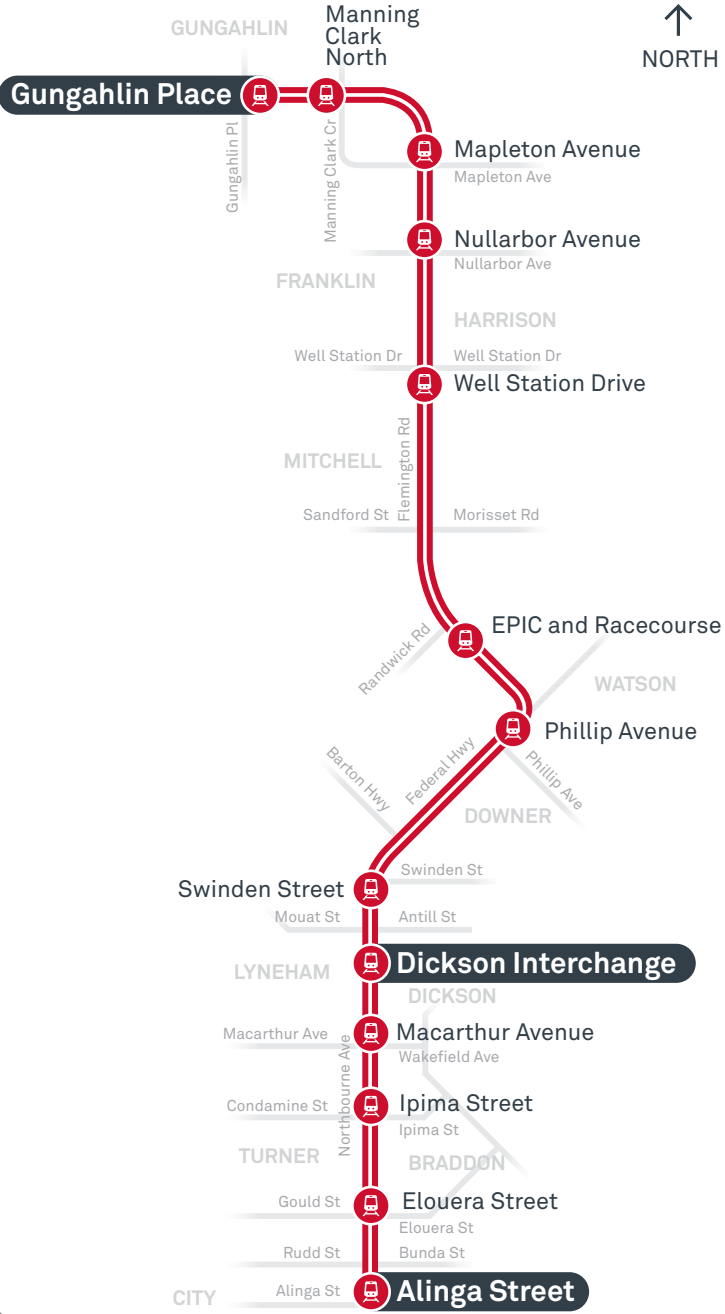 GUNGAHLIN
Manning
Clark
North
NORTH
Gungahlin Place
Gungahlin Pl
Manning Clark Cr
Mapleton Avenue
Mapleton Ave
Nullarbor Avenue
Nullarbor Ave
FRANKLIN
HARRISON
Well Station Dr
Well Station Dr
Well Station Drive
Flemington Rd
MITCHELL
Sandford St
Morisset Rd
EPIC and Racecourse
Randwick Rd
WATSON
Phillip Avenue
Phillip Ave
Federal Hwy
Barton Hwy
DOWNER
Swinden St
Swinden Street
Mouat St
Antill St
Dickson Interchange
LYNEHAM
DICKSON
Macarthur Ave
Macarthur Avenue
Wakefield Ave
Northbourne Ave
Condamine St
Ipima Street
Ipima St
TURNER
BRADDON
Gould St
Elouera Street
Elouera St
Rudd St
Bunda St
CITY
Alinga St
Alinga Street